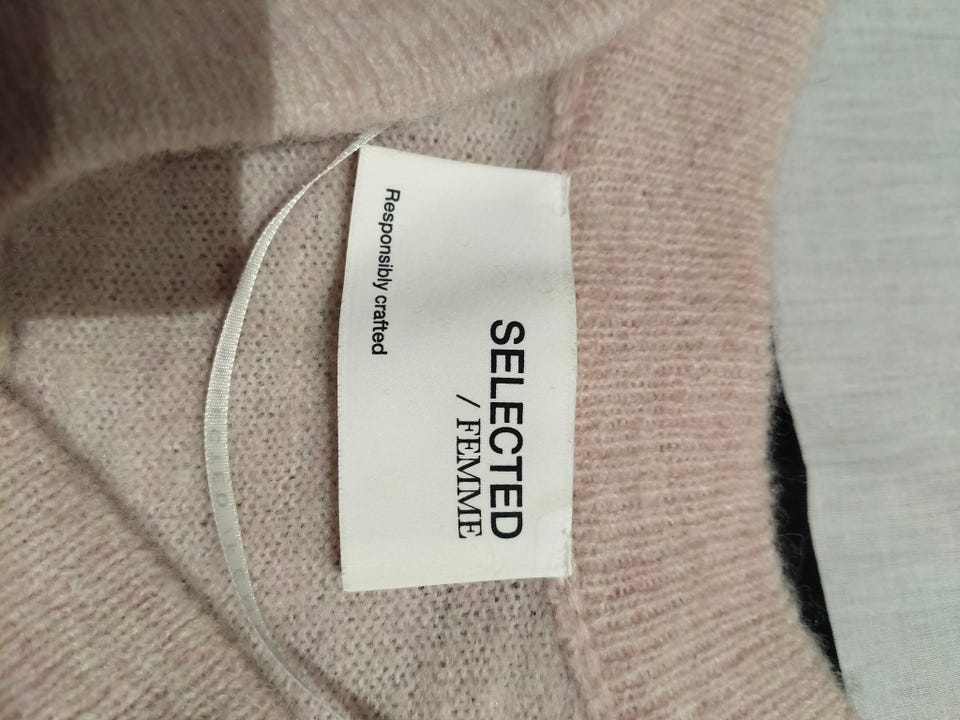 SELECTED
/ FEMME
Responsibly crafted